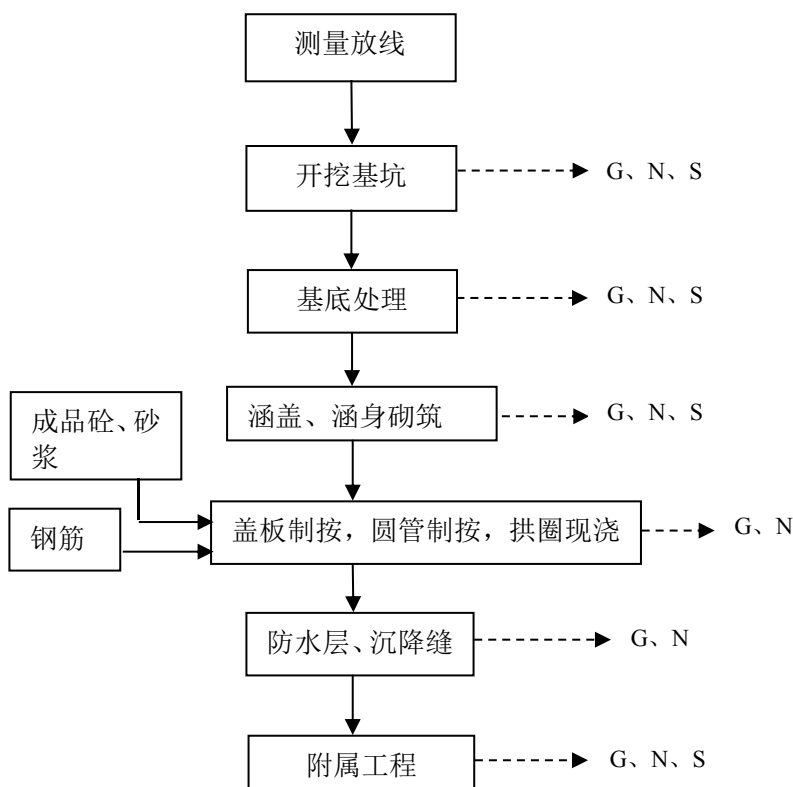 测量放线
开挖基坑
G、N、S
基底处理
G、N、S
涵盖、涵身砌筑
G、N、S
成品砼、砂
浆
钢筋
盖板制按，圆管制按，拱圈现浇
G、N
防水层、沉降缝
G、N
附属工程
G、N、S